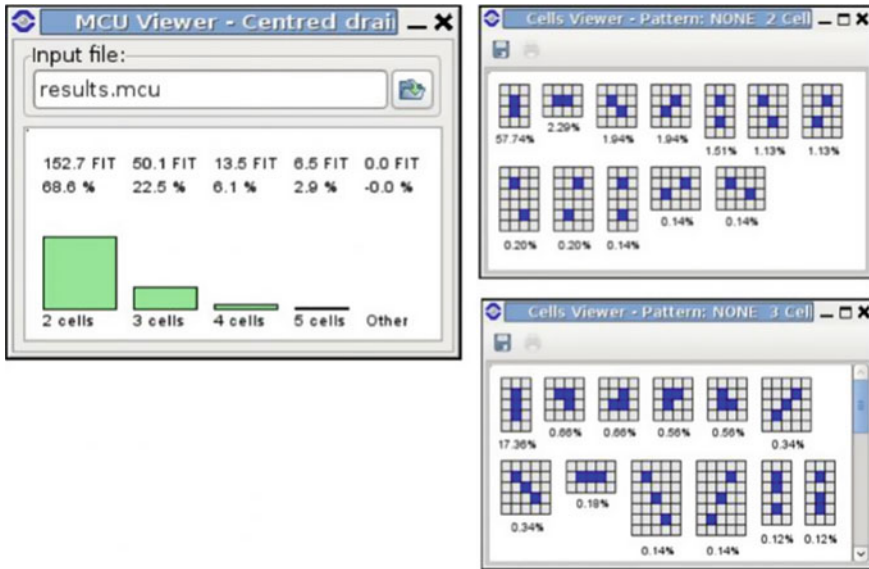 MCU Viewer - Centred drain
Input file:
results.mcu
152.7 FIT 50.1 FIT 13.5 FIT 6.5 FIT 0.0 FIT
68.6 % 22.5 % 6.1 % 2.9 % -0.0 %
2 cells 3 cells 4 cells 5 cells Other
Cells Viewer - Pattern: NONE 2 Cell
57.74% 2.29% 1.94% 1.94% 1.51% 1.13% 1.13%
0.20% 0.20% 0.14% 0.14% 0.14%
Cells Viewer - Pattern: NONE 3 Cell
17.36% 0.66% 0.66% 0.56% 0.56% 0.34%
0.34% 0.18% 0.14% 0.14% 0.12% 0.12%